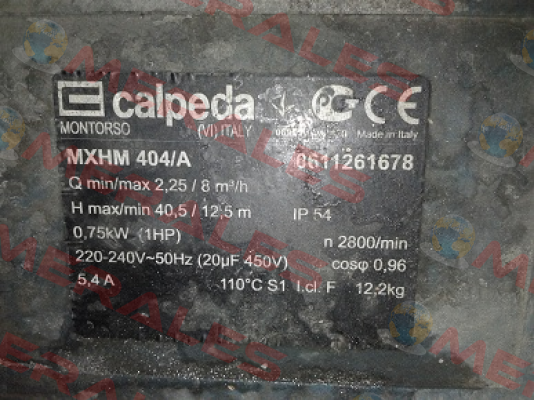 calpeda
MONTORSO (VI) ITALY
Made in Italy
MXHM 404/A 0611261678
Q min/max 2,25 / 8 m³/h
H max/min 40,5 / 12,5 m IP 54
0,75kW (1HP) n 2800/min
220-240V~50Hz (20µF 450V) cosφ 0,96
5,4 A 110°C S1 I.cl. F 12,2kg
MERALES